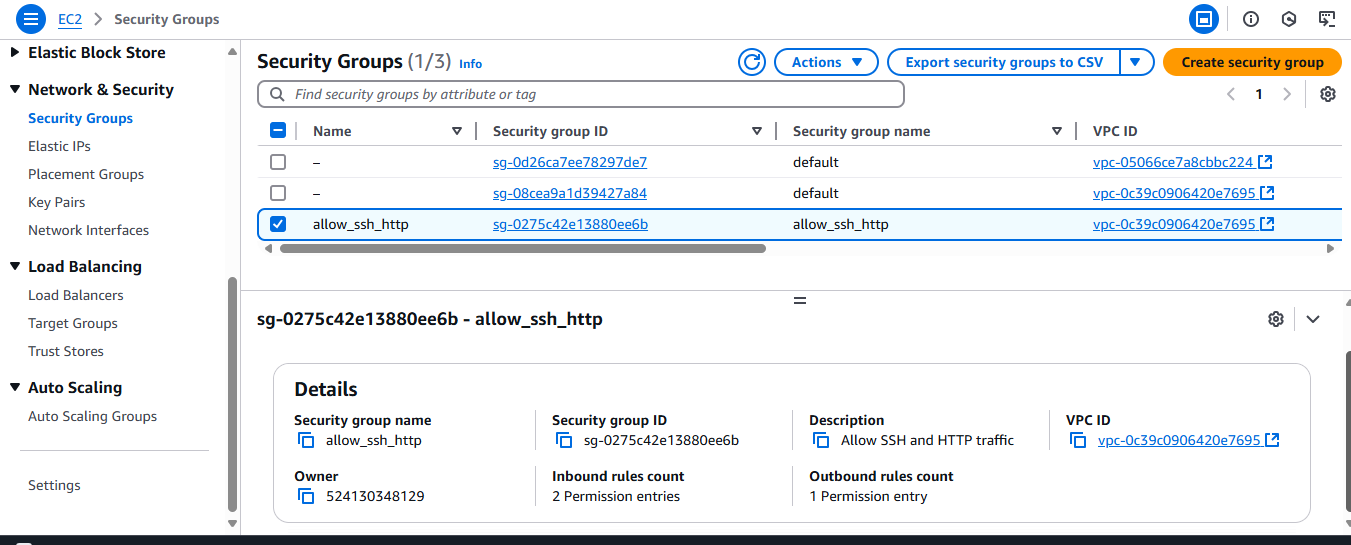 EC2 Security Groups
Elastic Block Store
Network & Security
Security Groups
Elastic IPs
Placement Groups
Key Pairs
Network Interfaces
Load Balancing
Load Balancers
Target Groups
Trust Stores
Auto Scaling
Auto Scaling Groups
Settings
Security Groups (1/3) Info
Actions Export security groups to CSV Create security group
Find security groups by attribute or tag
1
Name Security group ID Security group name VPC ID
– sg-0d26ca7ee78297de7 default vpc-05066ce7a8cbbc224
– sg-08cea9a1d39427a84 default vpc-0c39c0906420e7695
allow_ssh_http sg-0275c42e13880ee6b allow_ssh_http vpc-0c39c0906420e7695
sg-0275c42e13880ee6b - allow_ssh_http
Details
Security group name Security group ID Description VPC ID
allow_ssh_http sg-0275c42e13880ee6b Allow SSH and HTTP traffic vpc-0c39c0906420e7695
Owner Inbound rules count Outbound rules count
524130348129 2 Permission entries 1 Permission entry